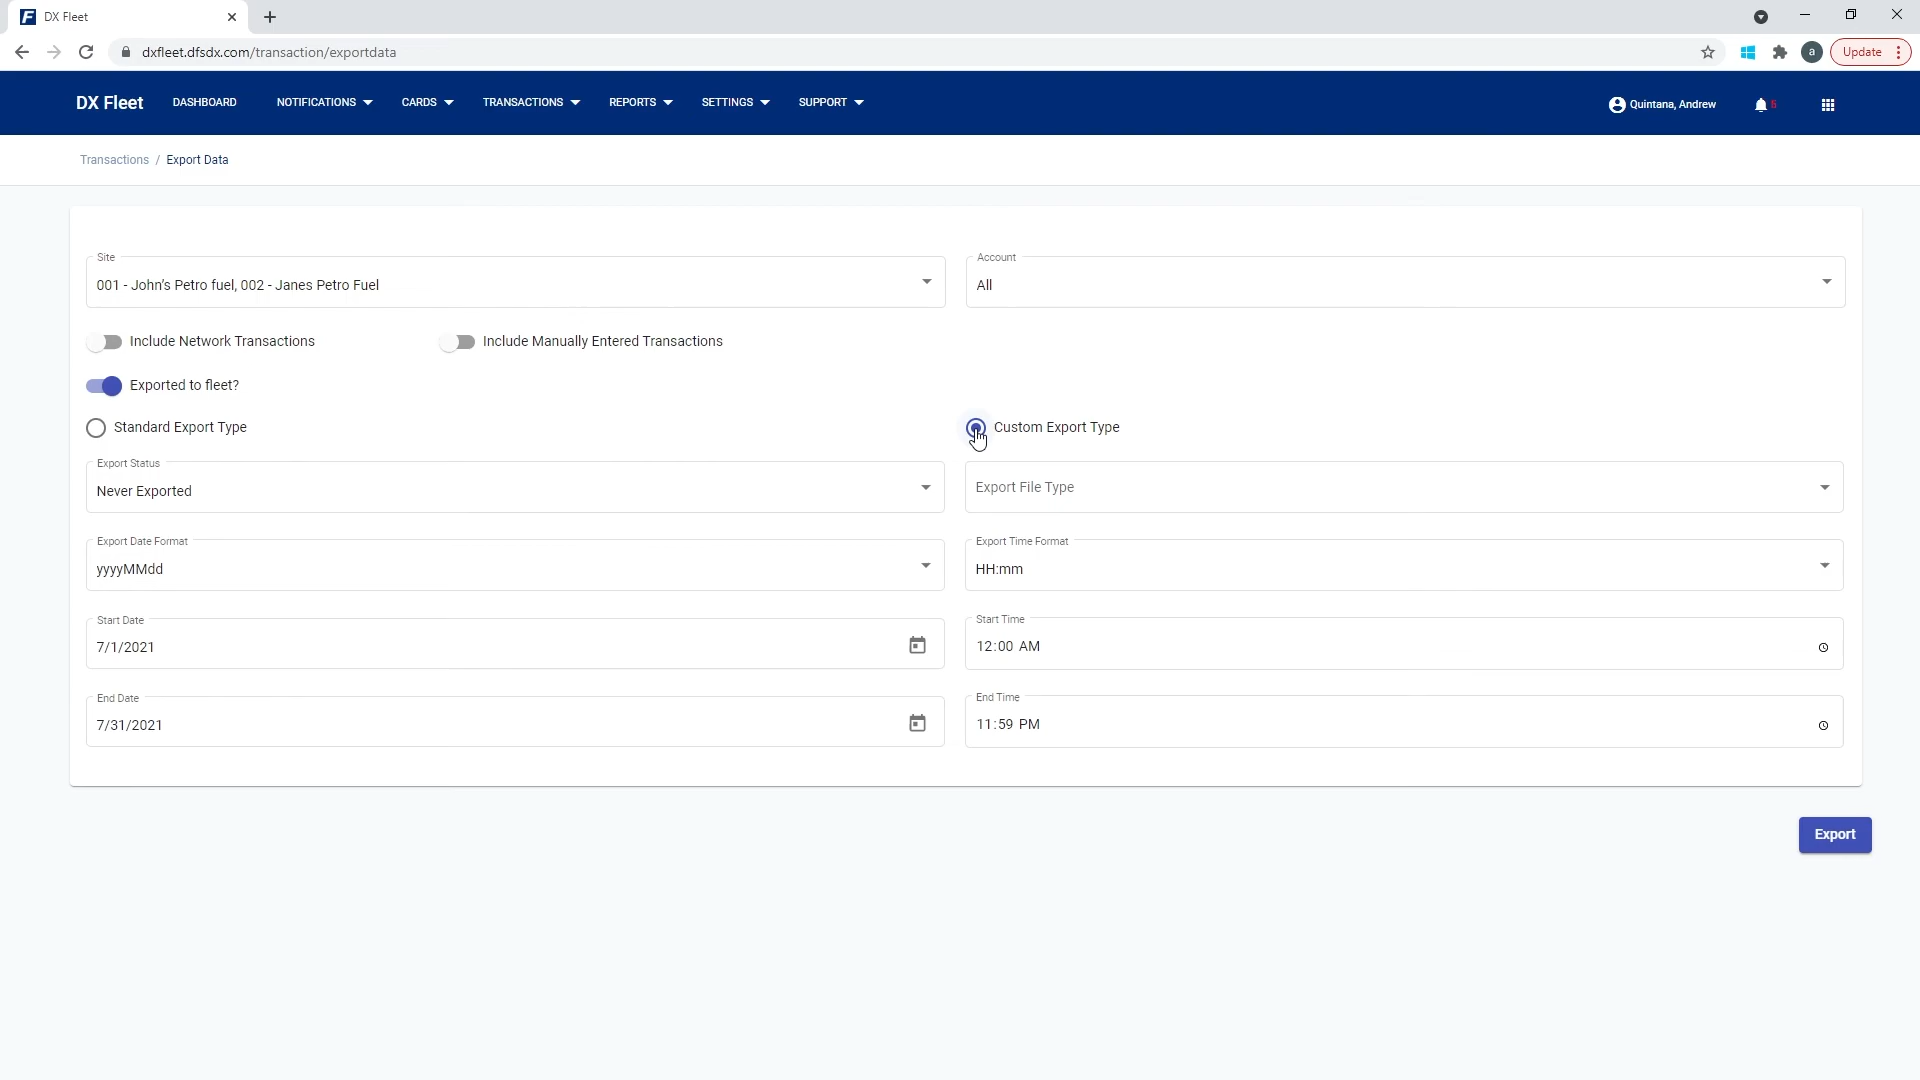 DX Fleet
dxfleet.dfsdx.com/transaction/exportdata
a
Update
DX Fleet DASHBOARD NOTIFICATIONS CARDS TRANSACTIONS REPORTS SETTINGS SUPPORT Quintana, Andrew 6
Transactions / Export Data
Site Account
001 - John's Petro fuel, 002 - Janes Petro Fuel All
Include Network Transactions Include Manually Entered Transactions
Exported to fleet?
Standard Export Type Custom Export Type
Export Status
Never Exported Export File Type
Export Date Format Export Time Format
yyyyMMdd HH:mm
Start Date Start Time
7/1/2021 12:00 AM
End Date End Time
7/31/2021 11:59 PM
Export